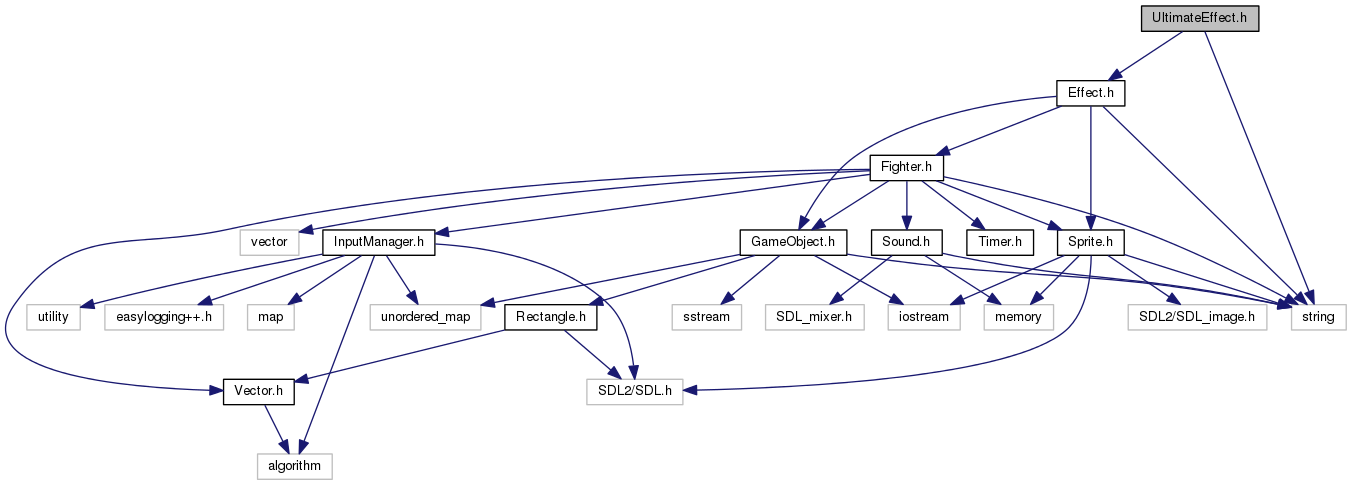 UltimateEffect.h
Effect.h
Fighter.h
vector
InputManager.h
GameObject.h
Sound.h
Timer.h
Sprite.h
utility
easylogging++.h
map
unordered_map
Rectangle.h
sstream
SDL_mixer.h
iostream
memory
SDL2/SDL_image.h
string
Vector.h
SDL2/SDL.h
algorithm